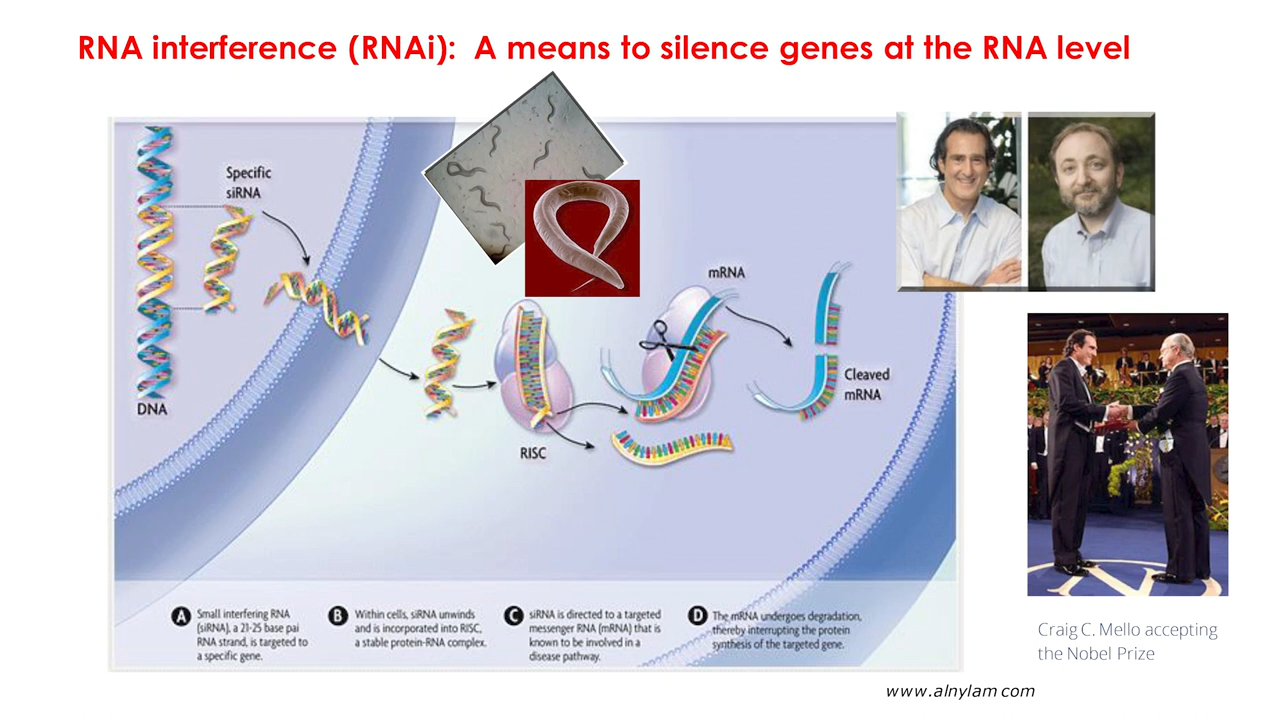 RNA interference (RNAi):  A means to silence genes at the RNA level
Specific
siRNA
DNA
RISC
mRNA
Cleaved
mRNA
A Small interfering RNA
(siRNA), a 21-25 base pai
RNA strand, is targeted to
a specific gene.
B Within cells, siRNA unwinds
and is incorporated into RISC,
a stable protein-RNA complex.
C siRNA is directed to a targeted
messenger RNA (mRNA) that is
known to be involved in a
disease pathway.
D The mRNA undergoes degradation,
thereby interrupting the protein
synthesis of the targeted gene.
Craig C. Mello accepting
the Nobel Prize
www.alnylam com